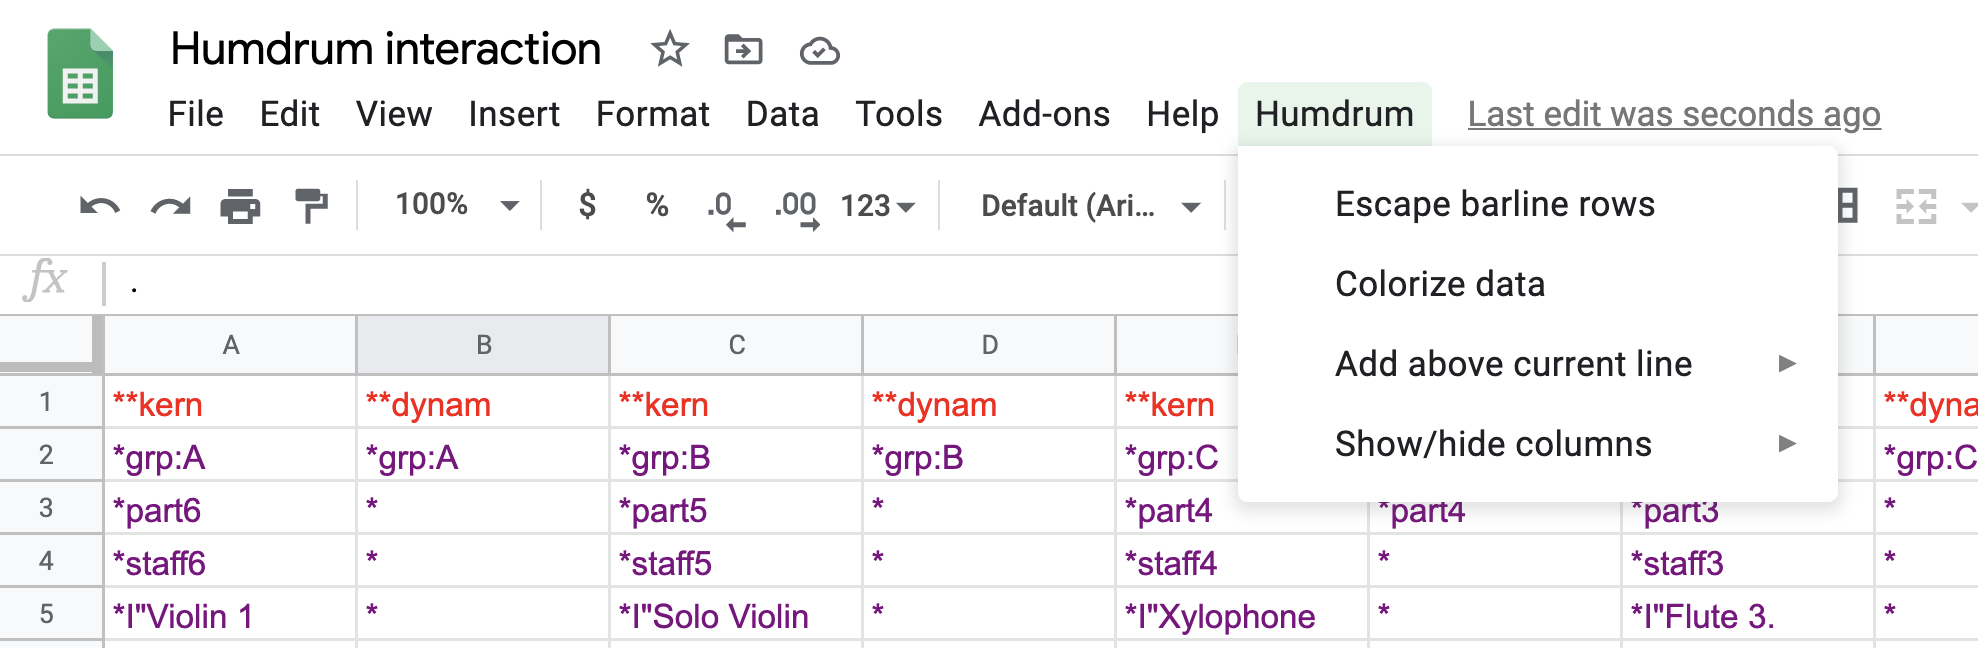 Humdrum interaction
File Edit View Insert Format Data Tools Add-ons Help Humdrum Last edit was seconds ago
100% $ % .0 .00 123 Default (Ari...
Escape barline rows
Colorize data
Add above current line
Show/hide columns
fx .
A B C D
1 **kern **dynam **kern **dynam **kern **dyna
2 *grp:A *grp:A *grp:B *grp:B *grp:C *grp:C
3 *part6 * *part5 * *part4 *part4 *part3 *
4 *staff6 * *staff5 * *staff4 * *staff3 *
5 *I"Violin 1 * *I"Solo Violin * *I"Xylophone * *I"Flute 3. *